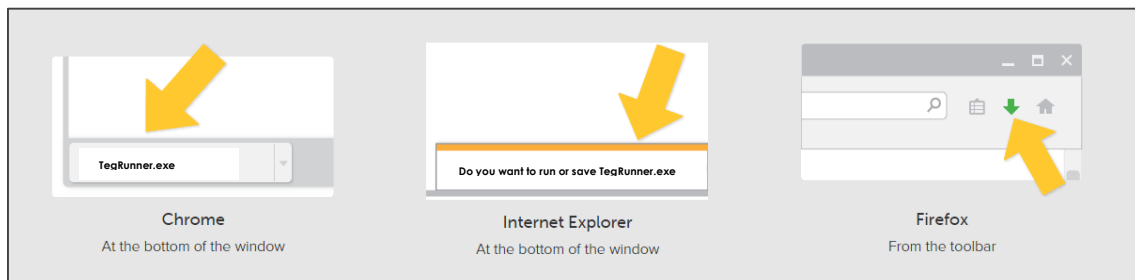 TegRunner.exe
Do you want to run or save TegRunner.exe
Chrome
At the bottom of the window
Internet Explorer
At the bottom of the window
Firefox
From the toolbar